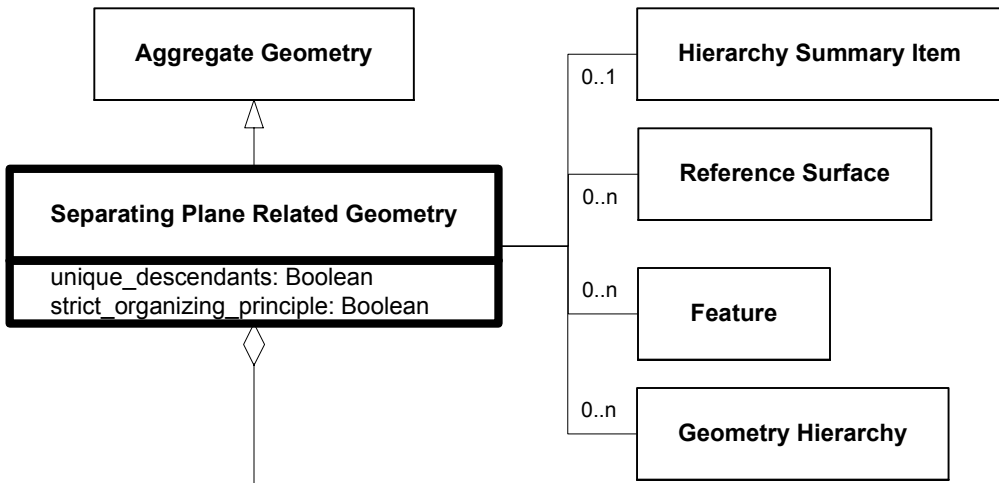 Aggregate Geometry
Separating Plane Related Geometry
unique_descendants: Boolean
strict_organizing_principle: Boolean
0..1
Hierarchy Summary Item
0..n
Reference Surface
0..n
Feature
0..n
Geometry Hierarchy